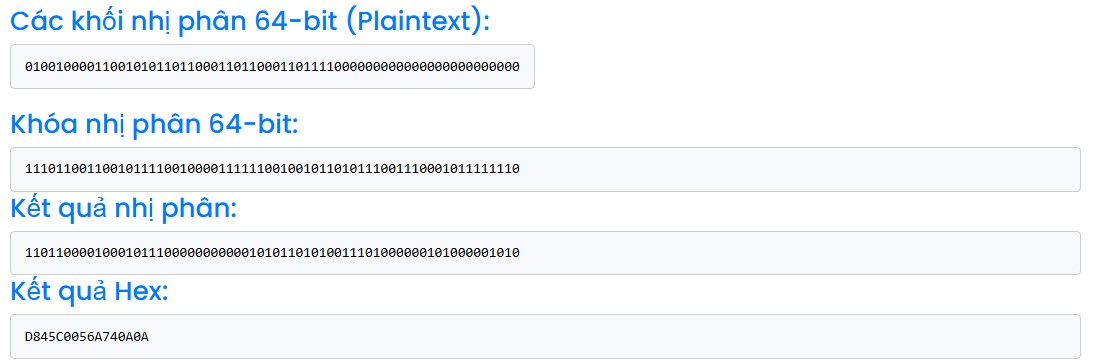 Các khối nhị phân 64-bit (Plaintext):
0100100001100101011011000110110001101111000000000000000000000000
Khóa nhị phân 64-bit:
1110110011001011110010000111111001001011010111001110001011111110
Kết quả nhị phân:
1101100001000101110000000000010101101010011101000000101000001010
Kết quả Hex:
D845C0056A740A0A